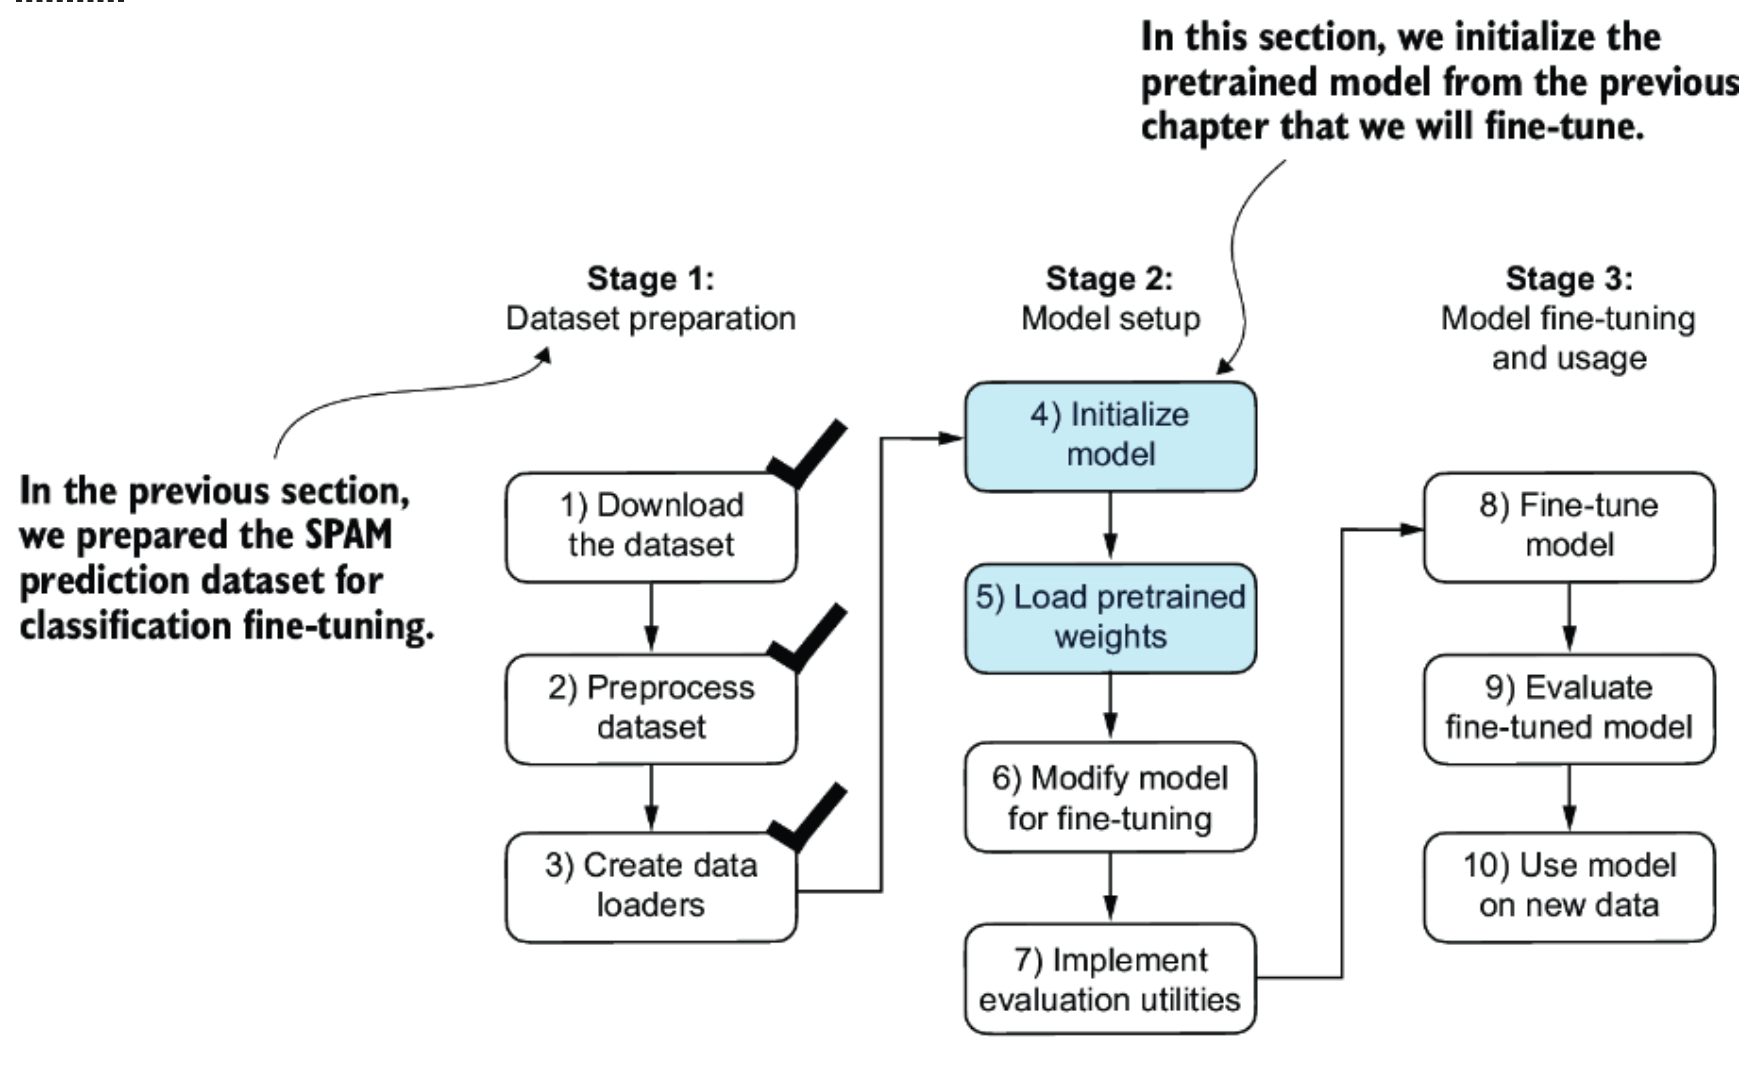 In this section, we initialize the
pretrained model from the previous
chapter that we will fine-tune.
Stage 1:
Dataset preparation
Stage 2:
Model setup
Stage 3:
Model fine-tuning
and usage
In the previous section,
we prepared the SPAM
prediction dataset for
classification fine-tuning.
1) Download
the dataset
2) Preprocess
dataset
3) Create data
loaders
4) Initialize
model
5) Load pretrained
weights
6) Modify model
for fine-tuning
7) Implement
evaluation utilities
8) Fine-tune
model
9) Evaluate
fine-tuned model
10) Use model
on new data